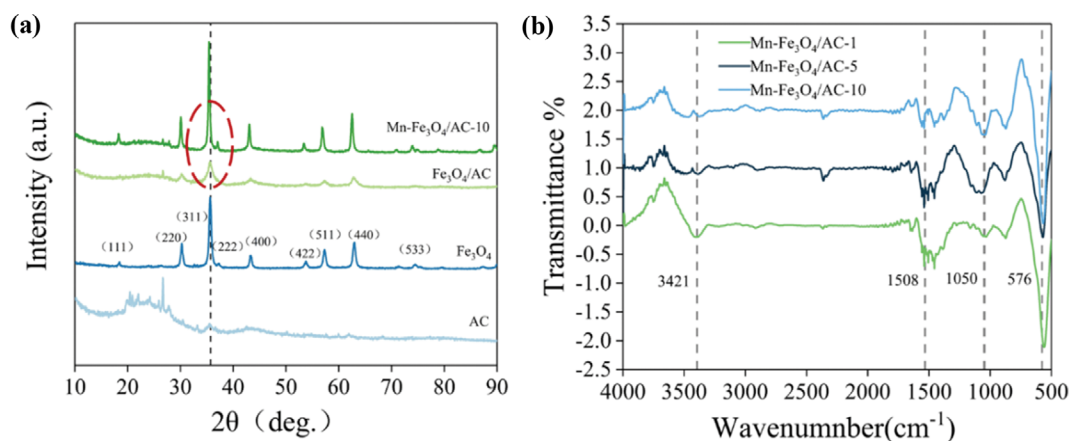 (a)
Intensity (a.u.)
Mn-Fe₃O₄/AC-10
Fe₃O₄/AC
Fe₃O₄
AC
(111)
(220)
(311)
(222)
(400)
(422)
(511)
(440)
(533)
10 20 30 40 50 60 70 80 90
2θ (deg.)
(b)
Transmittance %
3.5
3.0
2.5
2.0
1.5
1.0
0.5
0.0
-0.5
-1.0
-1.5
-2.0
-2.5
Mn-Fe₃O₄/AC-1
Mn-Fe₃O₄/AC-5
Mn-Fe₃O₄/AC-10
3421
1508
1050
576
4000 3500 3000 2500 2000 1500 1000 500
Wavenumnber(cm⁻¹)